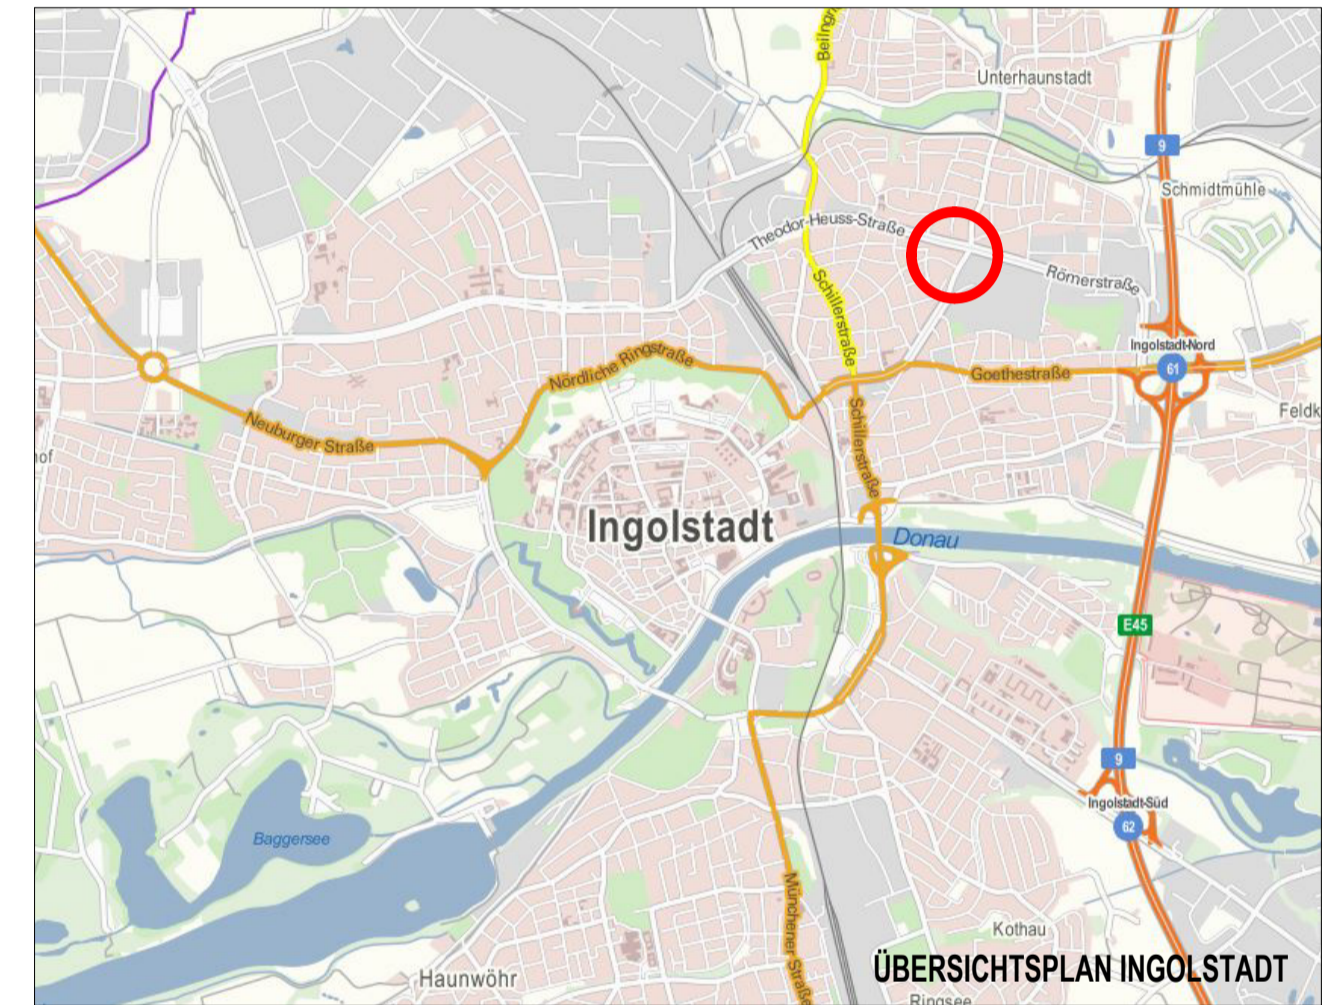 Beilngr
Unterhaunstadt
9
Schmidtmühle
Theodor-Heuss-Straße
Römerstraße
Schillerstraße
Ingolstadt-Nord
61
Nördliche Ringstraße
Goethestraße
Feldk
Neuburger Straße
Schillerstraße
hof
Ingolstadt
Donau
E45
9
Ingolstadt-Süd
62
Baggersee
Münchener Straße
Kothau
Haunwöhr
ÜBERSICHTSPLAN INGOLSTADT
Ringsee